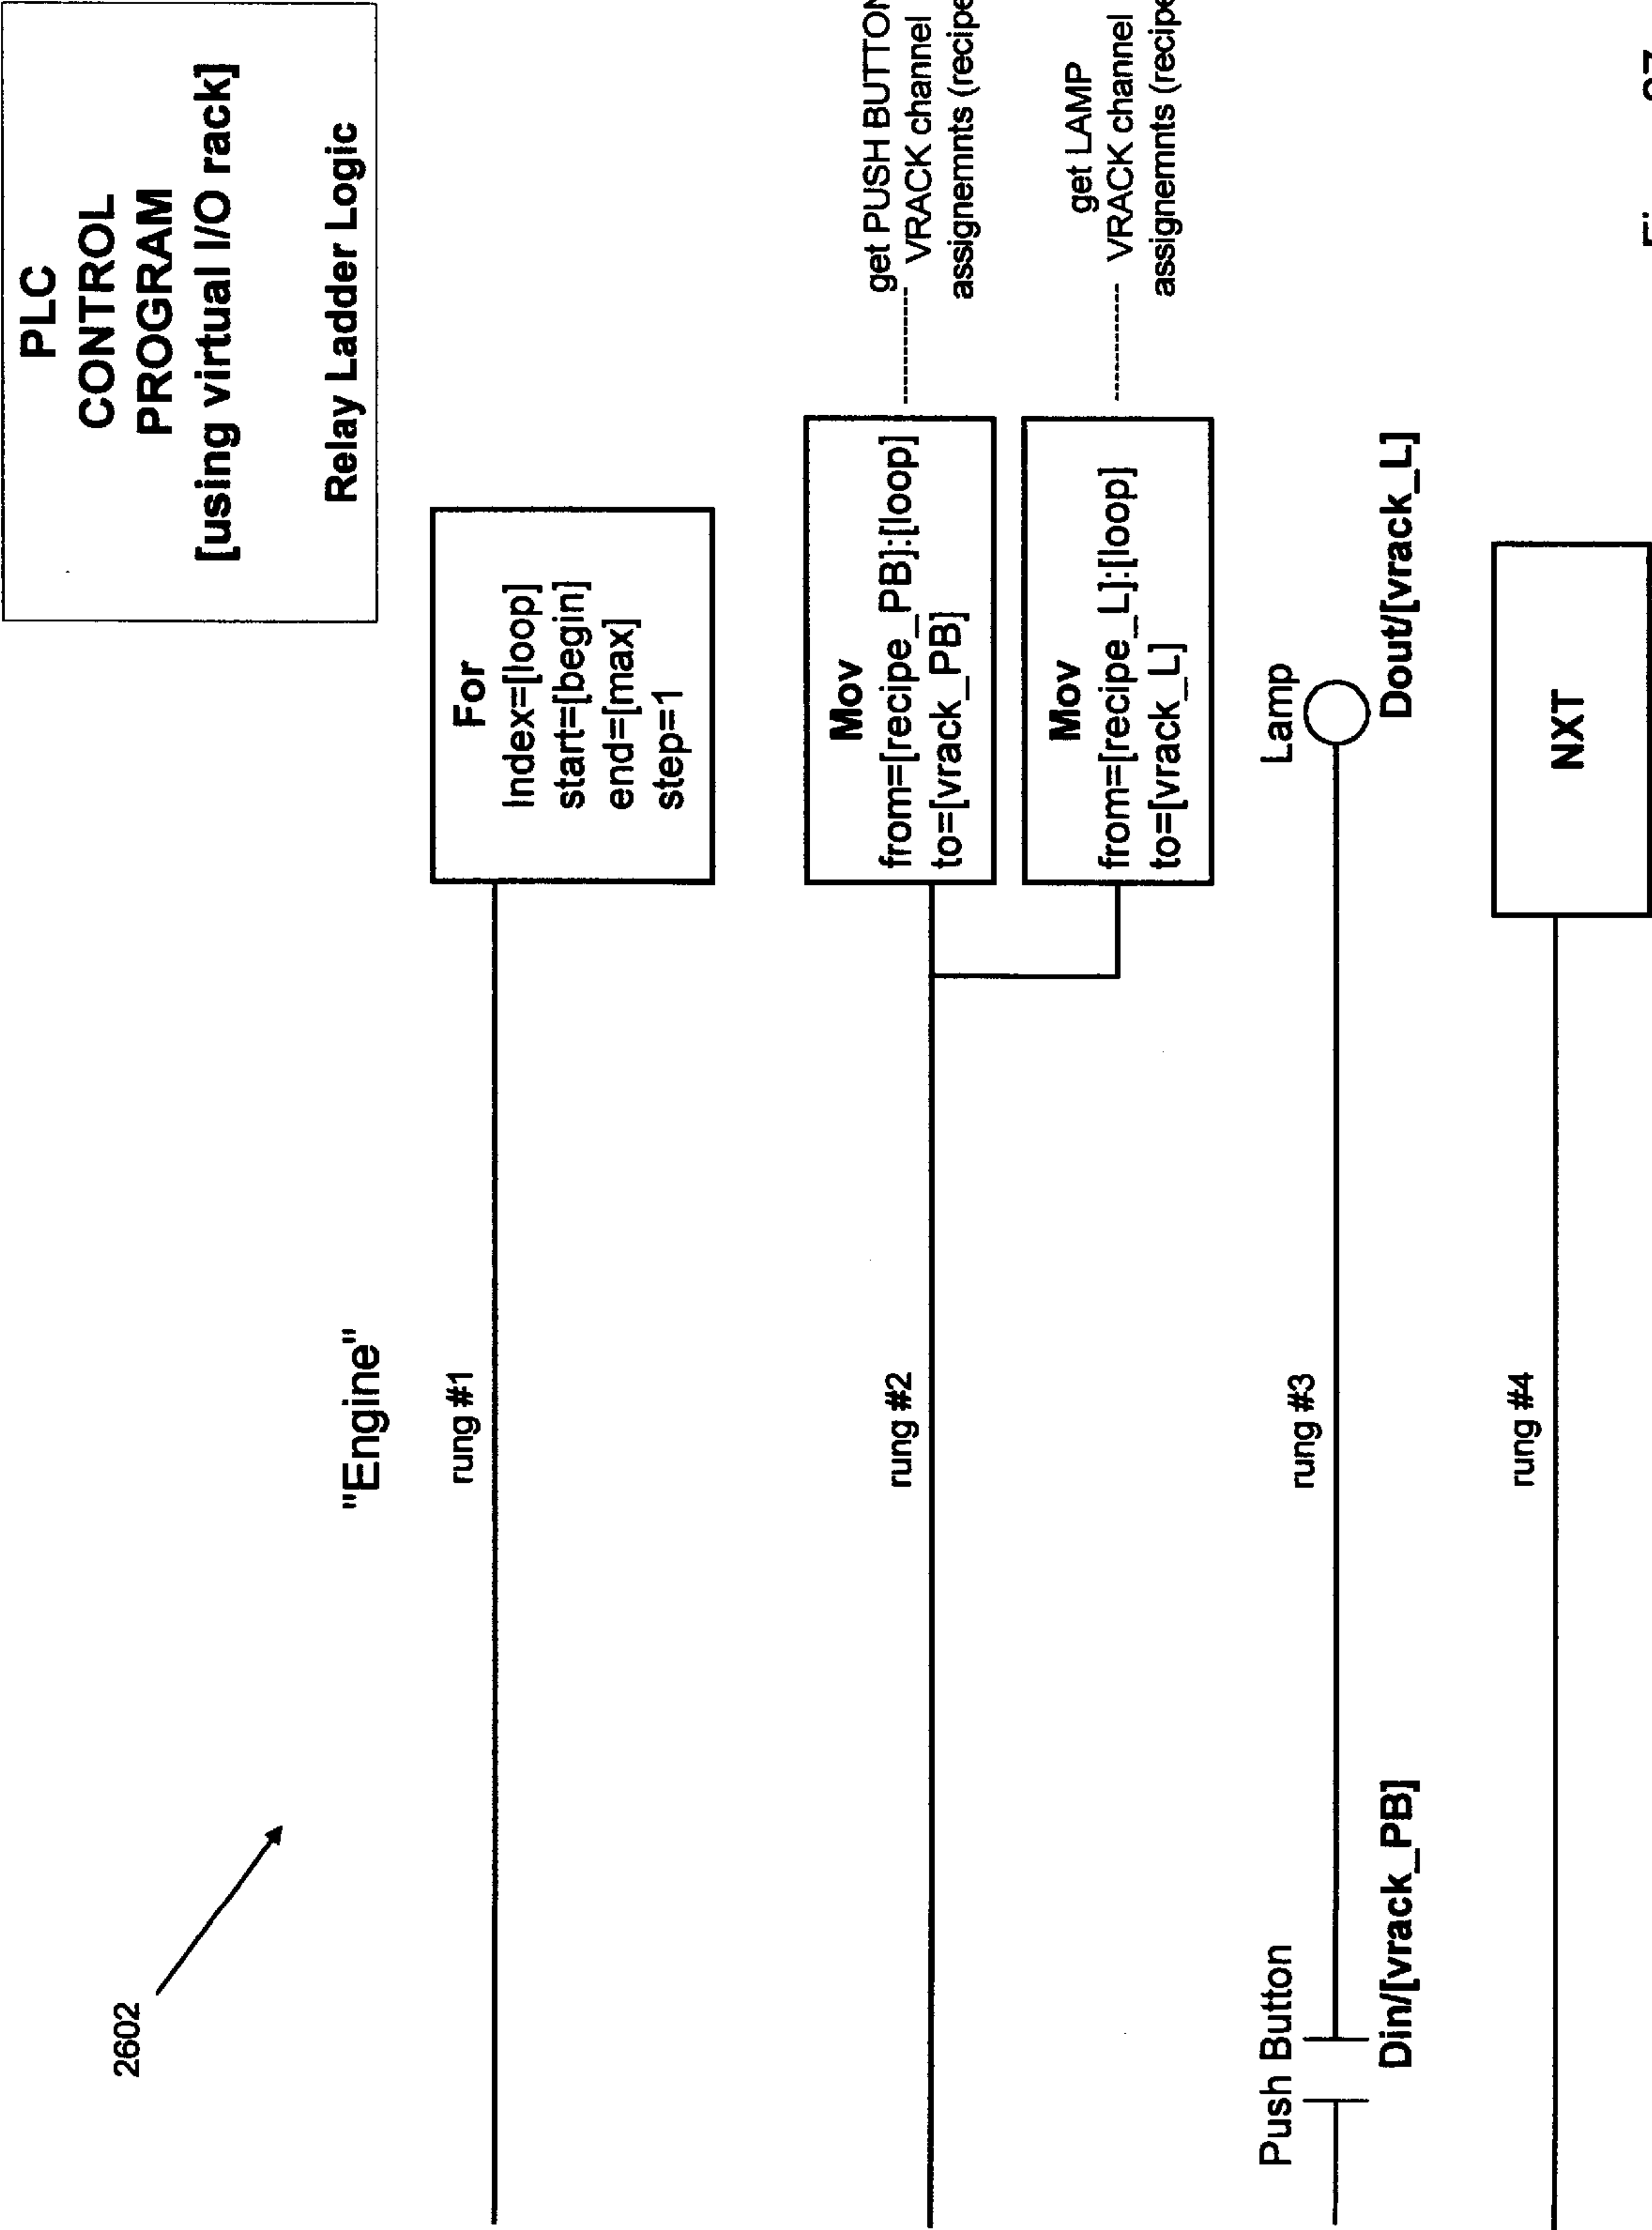 PLC
CONTROL
PROGRAM
[using virtual I/O rack]
Relay Ladder Logic
2602
"Engine"
rung #1
For
Index=[loop]
start=[begin]
end=[max]
step=1
rung #2
Mov
from=[recipe_PB]:[loop]
to=[vrack_PB]
get PUSH BUTTON
VRACK channel
assignemnts (recipe
Mov
from=[recipe_L]:[loop]
to=[vrack_L]
get LAMP
VRACK channel
assignemnts (recipe
Push Button
Din/[vrack_PB]
rung #3
Lamp
Dout/[vrack_L]
rung #4
NXT